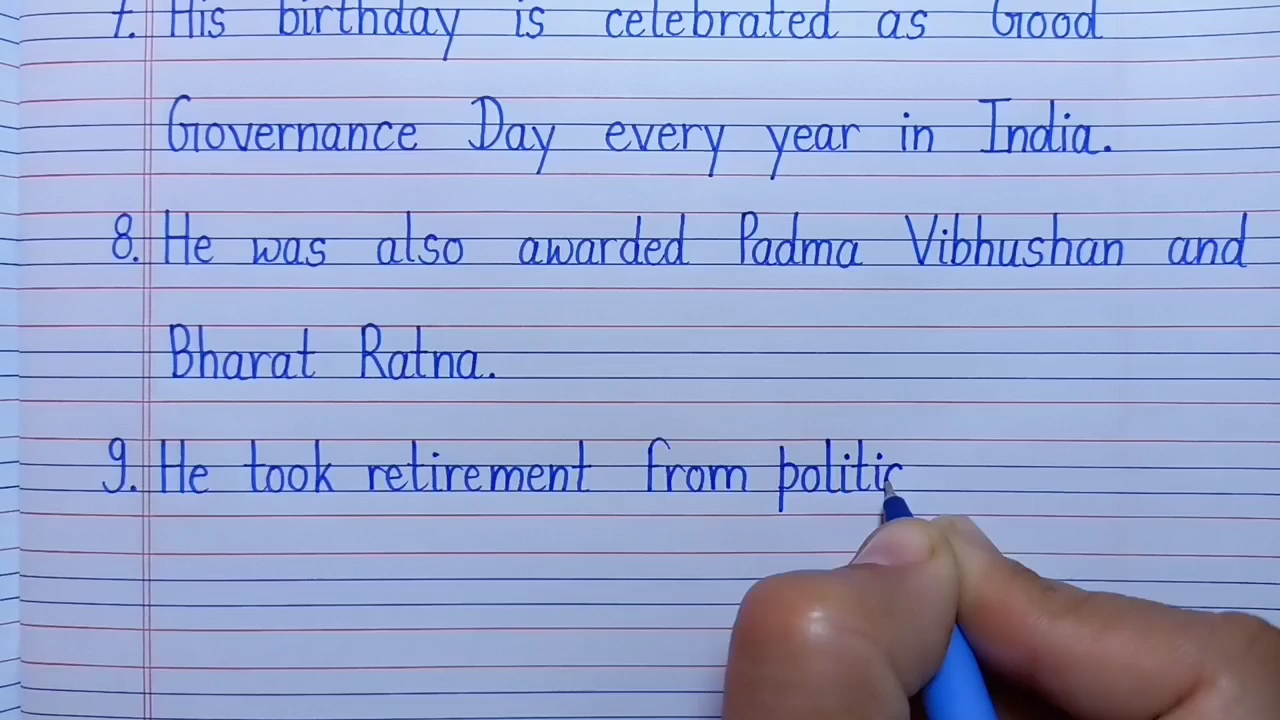 7. His birthday is celebrated as Good
Governance Day every year in India.
8. He was also awarded Padma Vibhushan and
Bharat Ratna.
9. He took retirement from politic